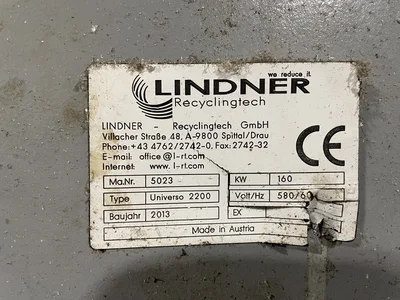 we reduce it.
LINDNER
Recyclingtech
LINDNER - Recyclingtech GmbH
Villacher Straße 48, A-9800 Spittal/Drau
Phone:+43 4762/2742-0, Fax:2742-32
E-mail: office@l-rt.com
Internet: www.l-rt.com
CE
Ma.Nr. 5023 KW 160
Type Universo 2200 Volt/Hz 580/60
Baujahr 2013 EX
Made in Austria